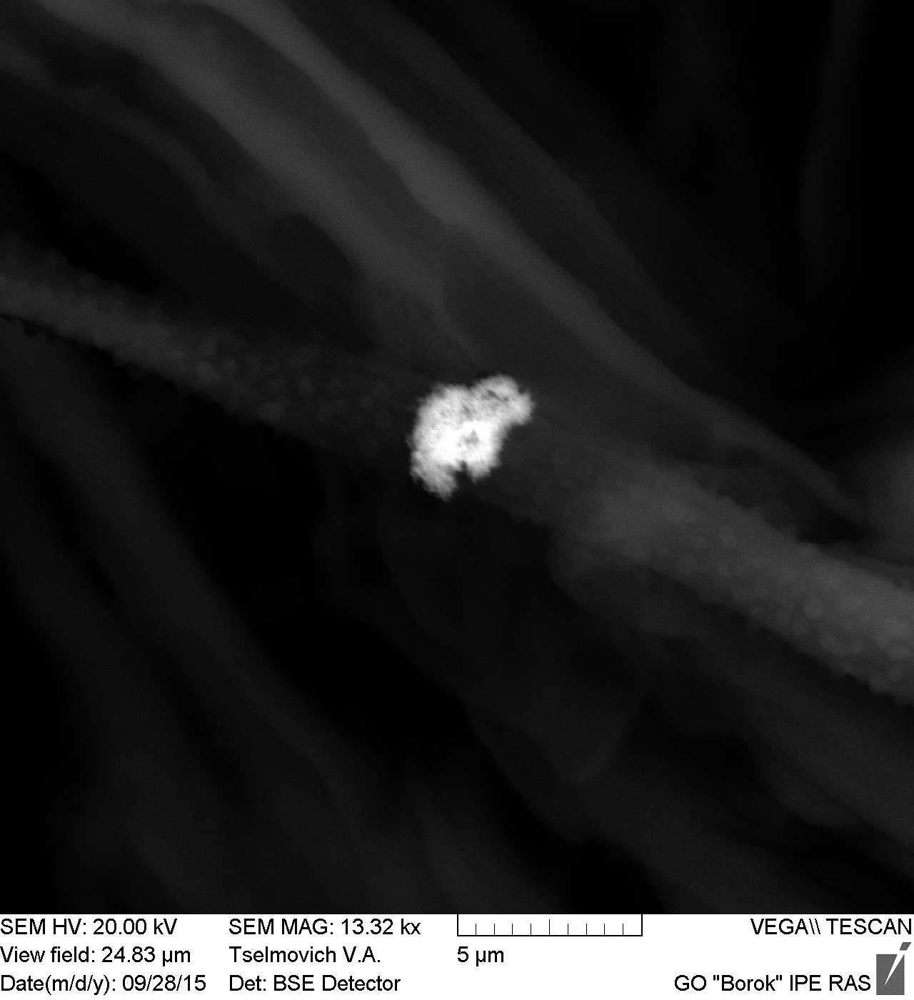 SEM HV: 20.00 kV SEM MAG: 13.32 kx VEGA\\ TESCAN
View field: 24.83 µm Tselmovich V.A. 5 µm
Date(m/d/y): 09/28/15 Det: BSE Detector GO "Borok" IPE RAS